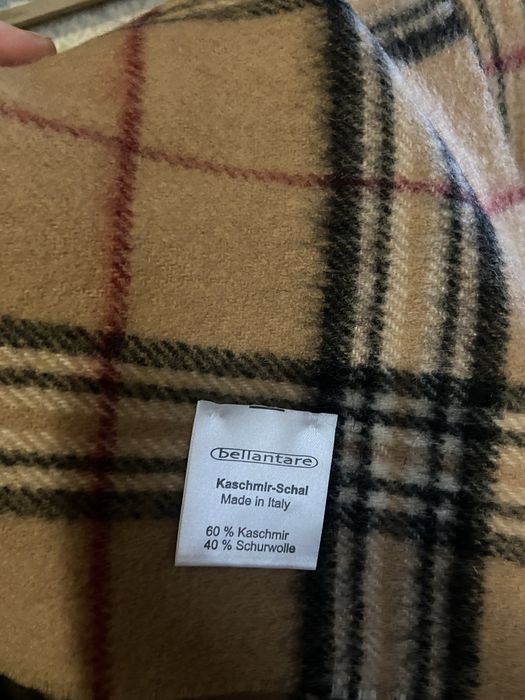 bellantare
Kaschmir-Schal
Made in Italy
60 % Kaschmir
40 % Schurwolle